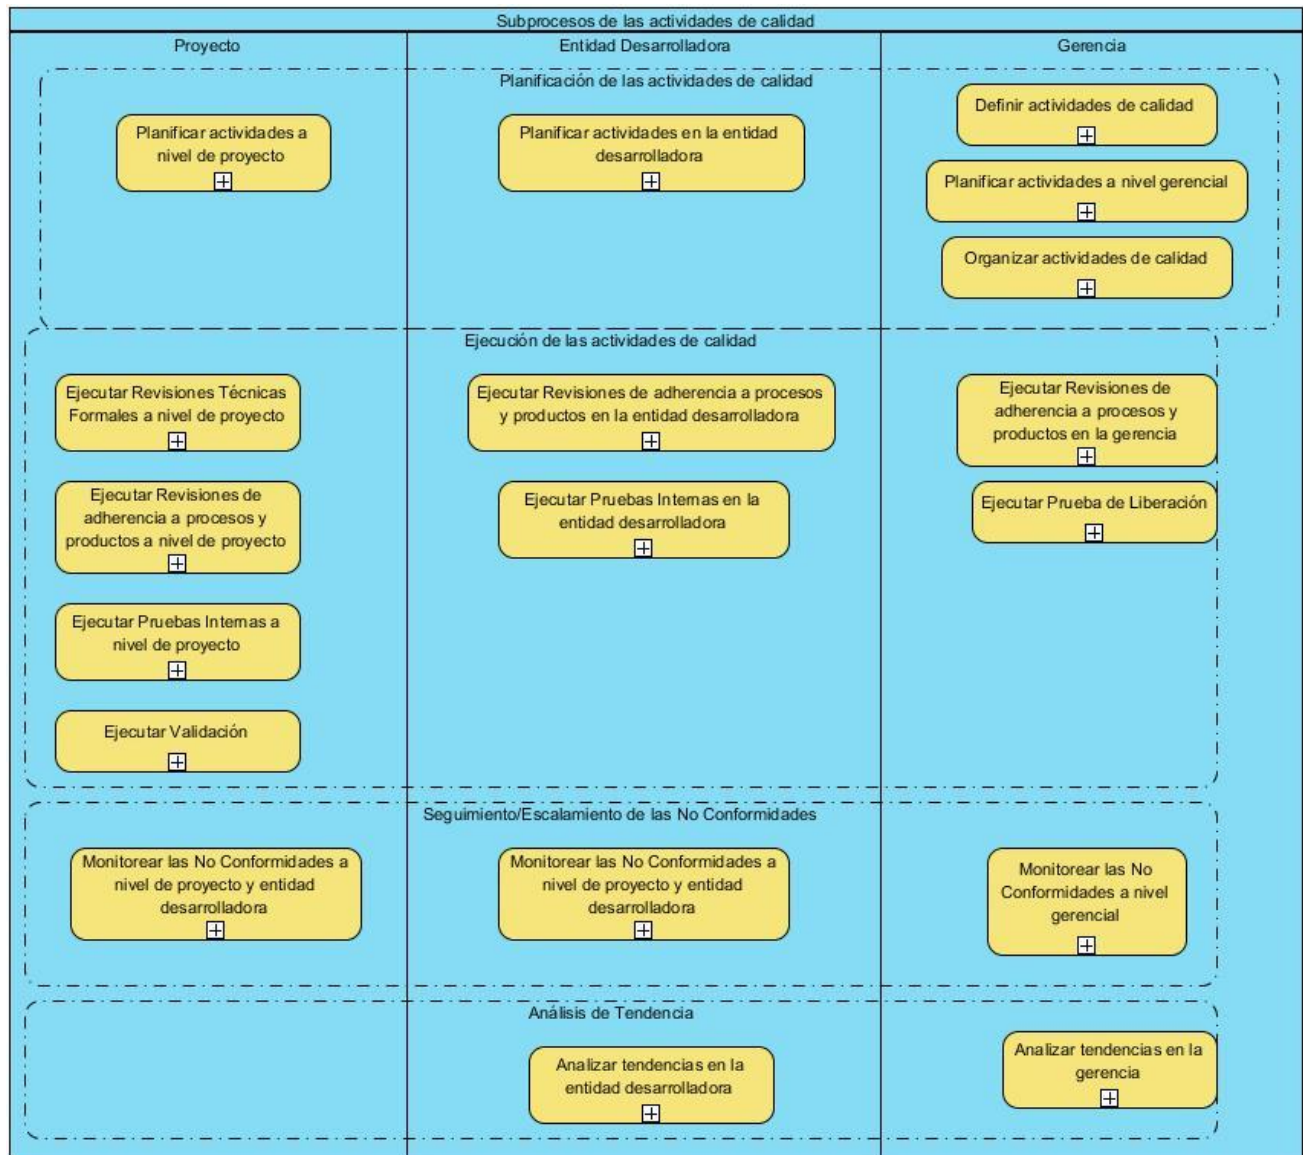 Subprocesos de las actividades de calidad
Proyecto
Entidad Desarrolladora
Gerencia
Planificación de las actividades de calidad
Planificar actividades a
nivel de proyecto
Planificar actividades en la entidad
desarrolladora
Definir actividades de calidad
Planificar actividades a nivel gerencial
Organizar actividades de calidad
Ejecución de las actividades de calidad
Ejecutar Revisiones Técnicas
Formales a nivel de proyecto
Ejecutar Revisiones de adherencia a procesos
y productos en la entidad desarrolladora
Ejecutar Revisiones de
adherencia a procesos y
productos en la gerencia
Ejecutar Revisiones de
adherencia a procesos y
productos a nivel de proyecto
Ejecutar Pruebas Internas en la
entidad desarrolladora
Ejecutar Prueba de Liberación
Ejecutar Pruebas Internas a
nivel de proyecto
Ejecutar Validación
Seguimiento/Escalamiento de las No Conformidades
Monitorear las No Conformidades a
nivel de proyecto y entidad
desarrolladora
Monitorear las No Conformidades a
nivel de proyecto y entidad
desarrolladora
Monitorear las No
Conformidades a nivel
gerencial
Análisis de Tendencia
Analizar tendencias en la
entidad desarrolladora
Analizar tendencias en la
gerencia